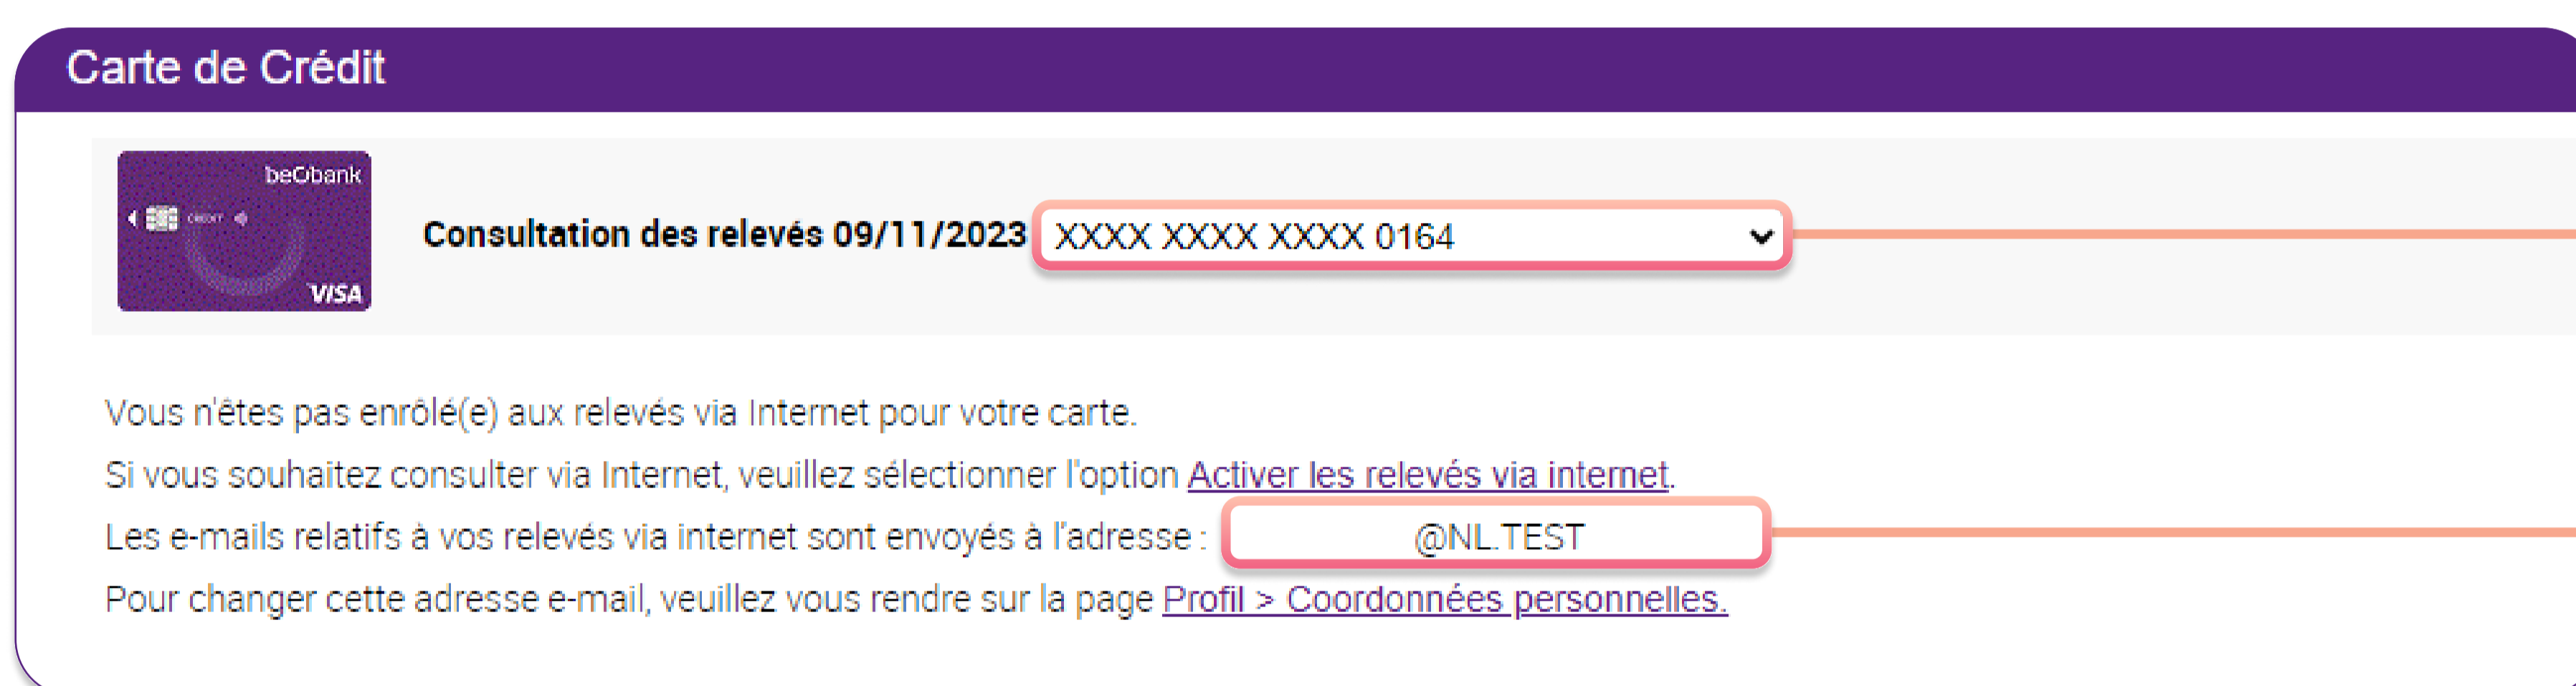 Carte de Crédit
beObank
CREDIT
VISA
Consultation des relevés 09/11/2023 XXXX XXXX XXXX 0164
Vous n'êtes pas enrôlé(e) aux relevés via Internet pour votre carte.
Si vous souhaitez consulter via Internet, veuillez sélectionner l'option Activer les relevés via internet.
Les e-mails relatifs à vos relevés via internet sont envoyés à l'adresse : @NL.TEST
Pour changer cette adresse e-mail, veuillez vous rendre sur la page Profil > Coordonnées personnelles.